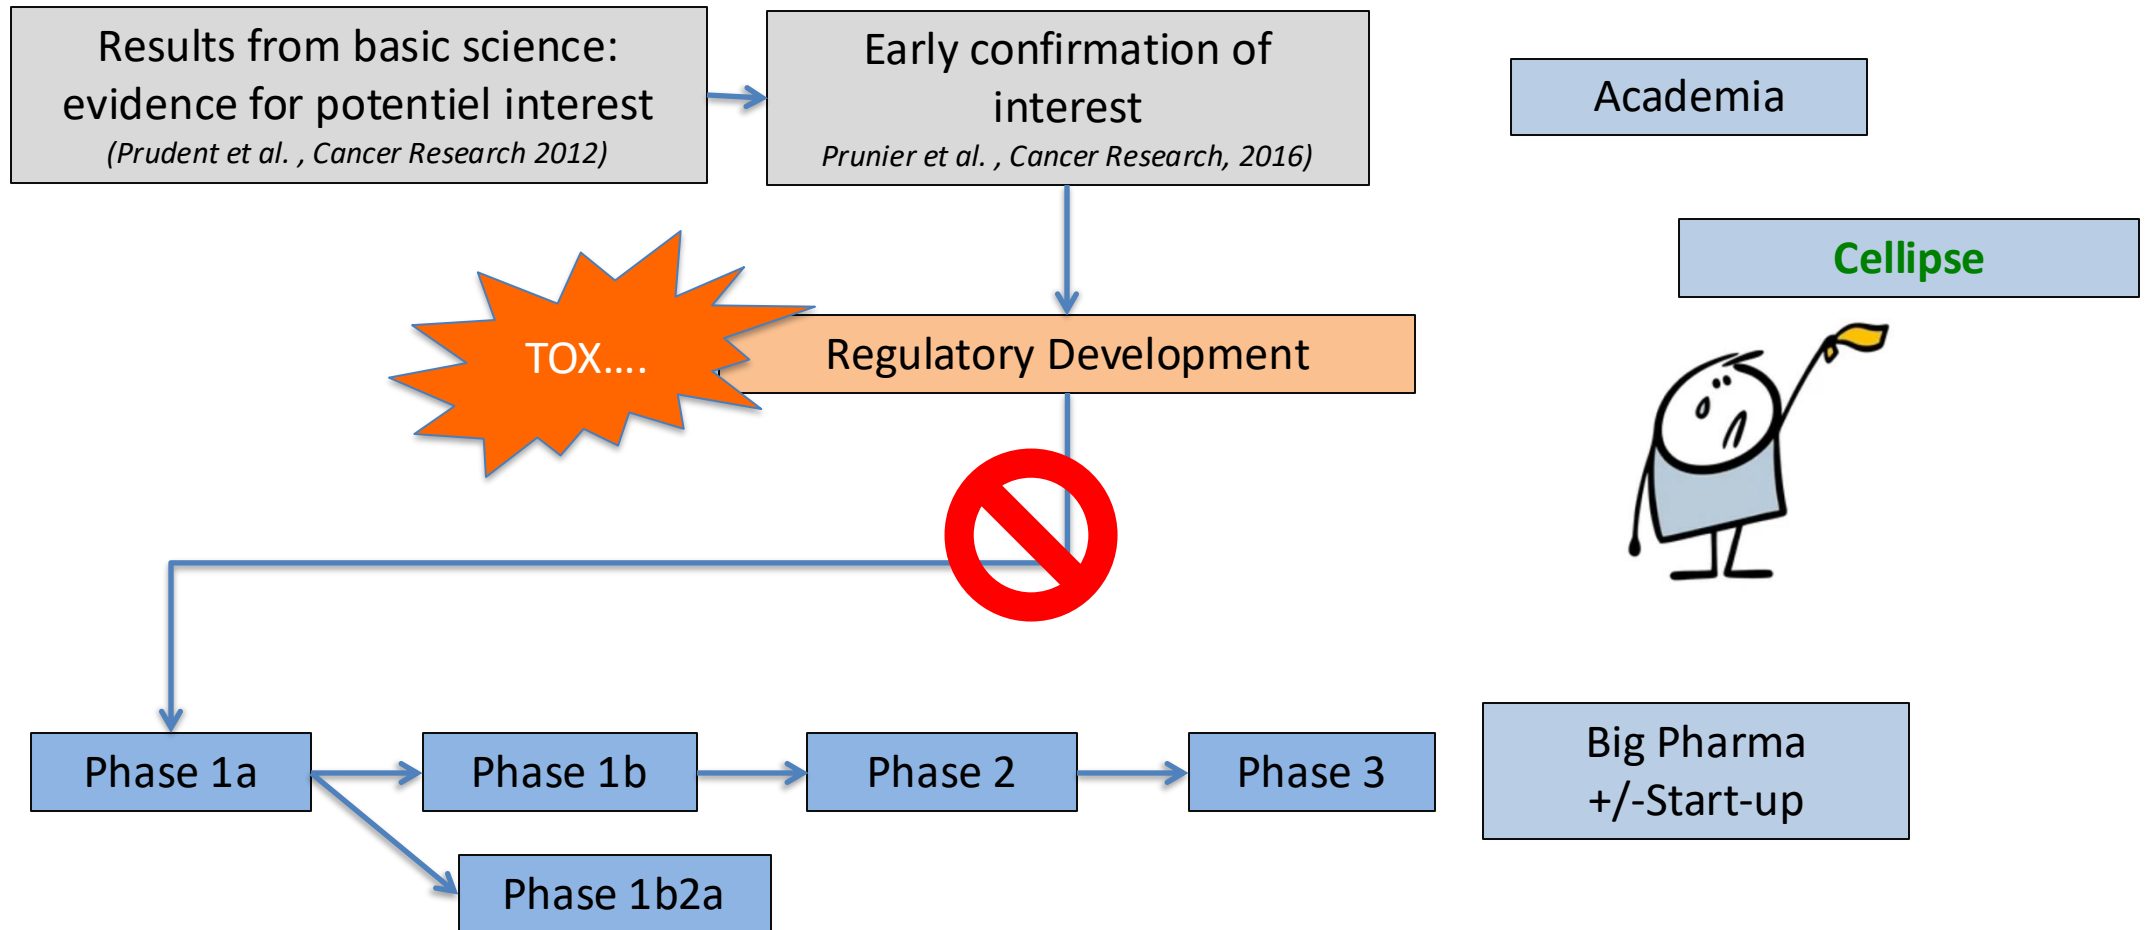 Results from basic science:
evidence for potentiel interest
(Prudent et al. , Cancer Research 2012)
Early confirmation of
interest
Prunier et al. , Cancer Research, 2016)
Academia
Cellipse
TOX....
Regulatory Development
Phase 1a
Phase 1b
Phase 2
Phase 3
Big Pharma
+/-Start-up
Phase 1b2a